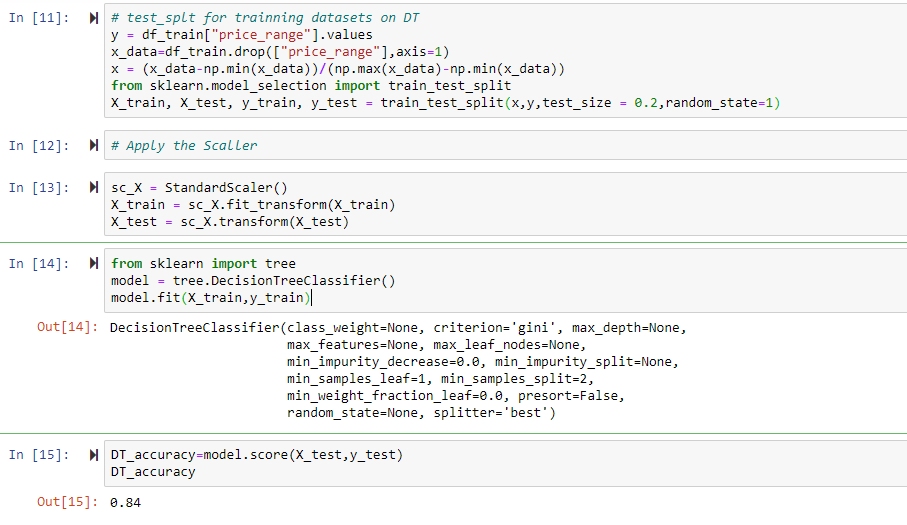 In [11]: # test_splt for trainning datasets on DT
y = df_train["price_range"].values
x_data=df_train.drop(["price_range"],axis=1)
x = (x_data-np.min(x_data))/(np.max(x_data)-np.min(x_data))
from sklearn.model_selection import train_test_split
X_train, X_test, y_train, y_test = train_test_split(x,y,test_size = 0.2,random_state=1)
In [12]: # Apply the Scaller
In [13]: sc_X = StandardScaler()
X_train = sc_X.fit_transform(X_train)
X_test = sc_X.transform(X_test)
In [14]: from sklearn import tree
model = tree.DecisionTreeClassifier()
model.fit(X_train,y_train)
Out[14]: DecisionTreeClassifier(class_weight=None, criterion='gini', max_depth=None,
max_features=None, max_leaf_nodes=None,
min_impurity_decrease=0.0, min_impurity_split=None,
min_samples_leaf=1, min_samples_split=2,
min_weight_fraction_leaf=0.0, presort=False,
random_state=None, splitter='best')
In [15]: DT_accuracy=model.score(X_test,y_test)
DT_accuracy
Out[15]: 0.84